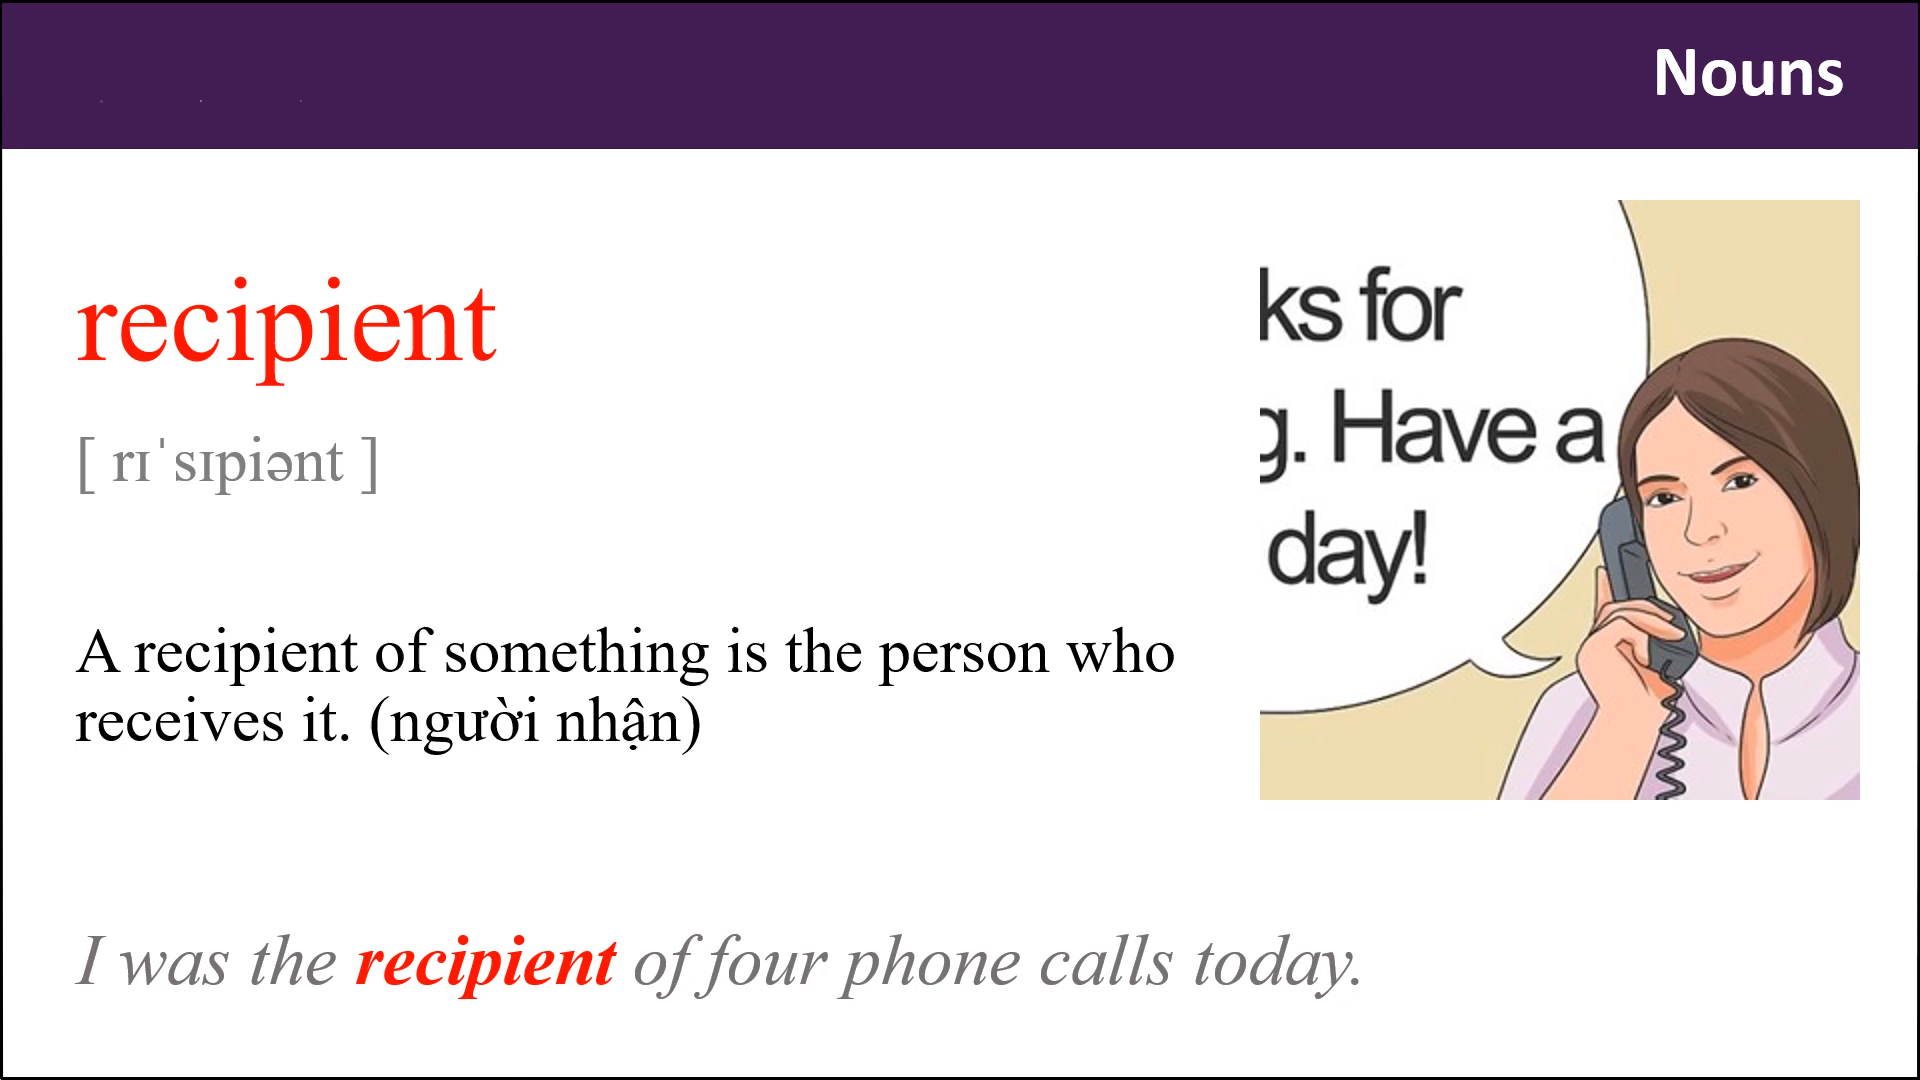 Nouns
recipient
[ rɪˈsɪpiənt ]
A recipient of something is the person who
receives it. (người nhận)
ks for
g. Have a
day!
I was the recipient of four phone calls today.